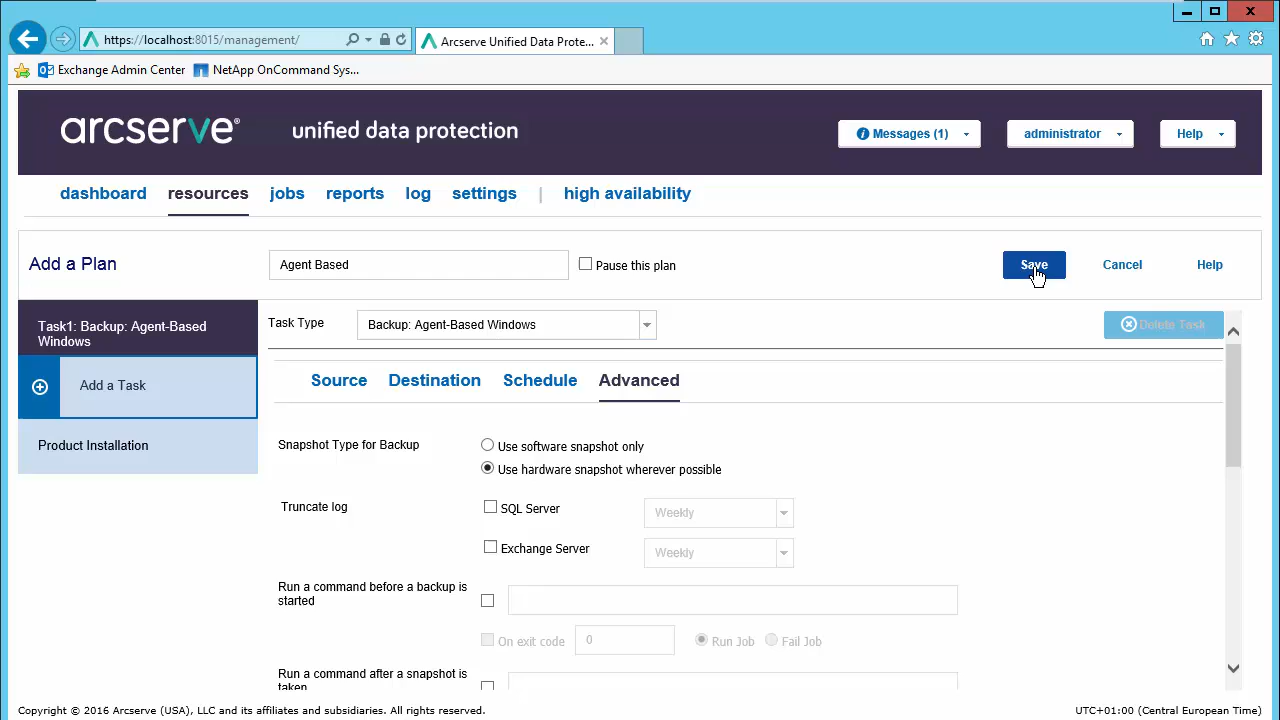 https://localhost:8015/management/
Arcserve Unified Data Prote...
Exchange Admin Center
NetApp OnCommand Sys...
arcserve®
unified data protection
Messages (1)
administrator
Help
dashboard
resources
jobs
reports
log
settings
|
high availability
Add a Plan
Agent Based
Pause this plan
Save
Cancel
Help
Task1: Backup: Agent-Based
Windows
Add a Task
Product Installation
Task Type
Backup: Agent-Based Windows
Delete Task
Source
Destination
Schedule
Advanced
Snapshot Type for Backup
Use software snapshot only
Use hardware snapshot wherever possible
Truncate log
SQL Server
Weekly
Exchange Server
Weekly
Run a command before a backup is
started
On exit code
0
Run Job
Fail Job
Run a command after a snapshot is
taken
Copyright © 2016 Arcserve (USA), LLC and its affiliates and subsidiaries. All rights reserved.
UTC+01:00 (Central European Time)